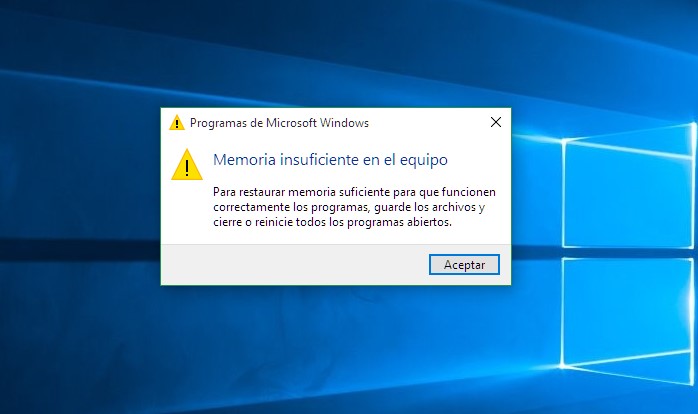 Programas de Microsoft Windows
Memoria insuficiente en el equipo
Para restaurar memoria suficiente para que funcionen
correctamente los programas, guarde los archivos y
cierre o reinicie todos los programas abiertos.
Aceptar